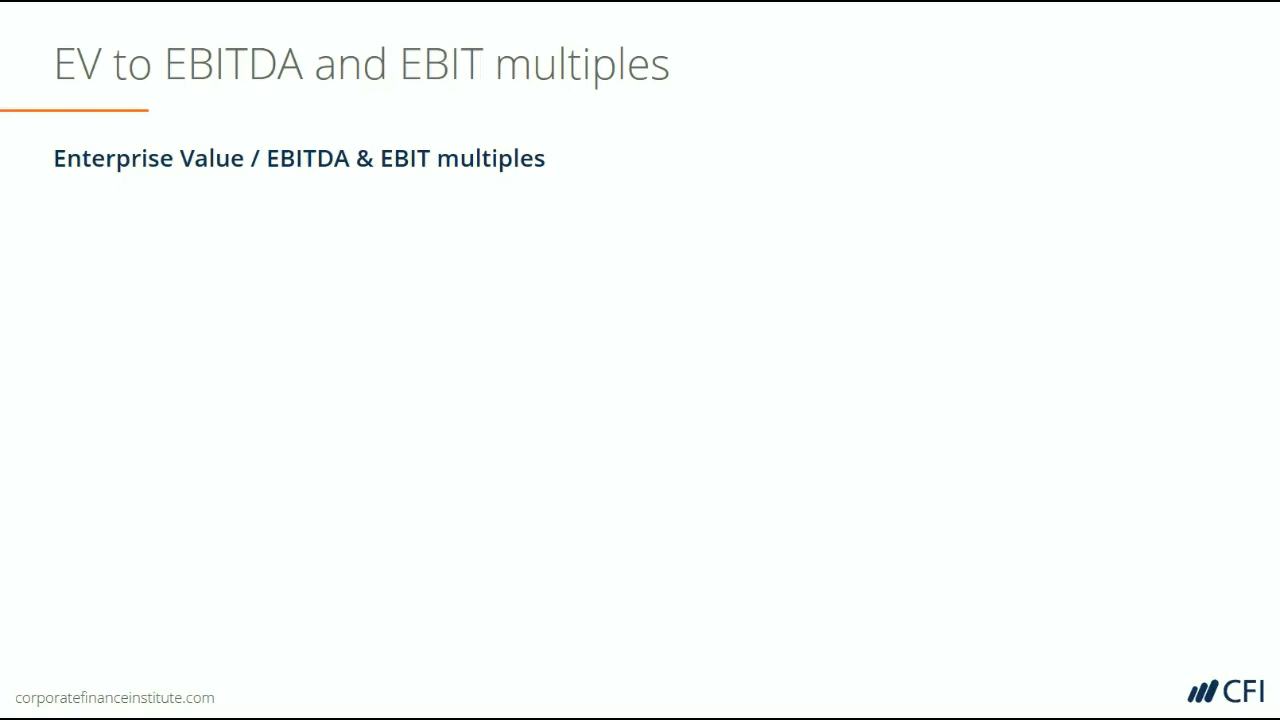 EV to EBITDA and EBIT multiples
Enterprise Value / EBITDA & EBIT multiples
corporatefinanceinstitute.com
CFI